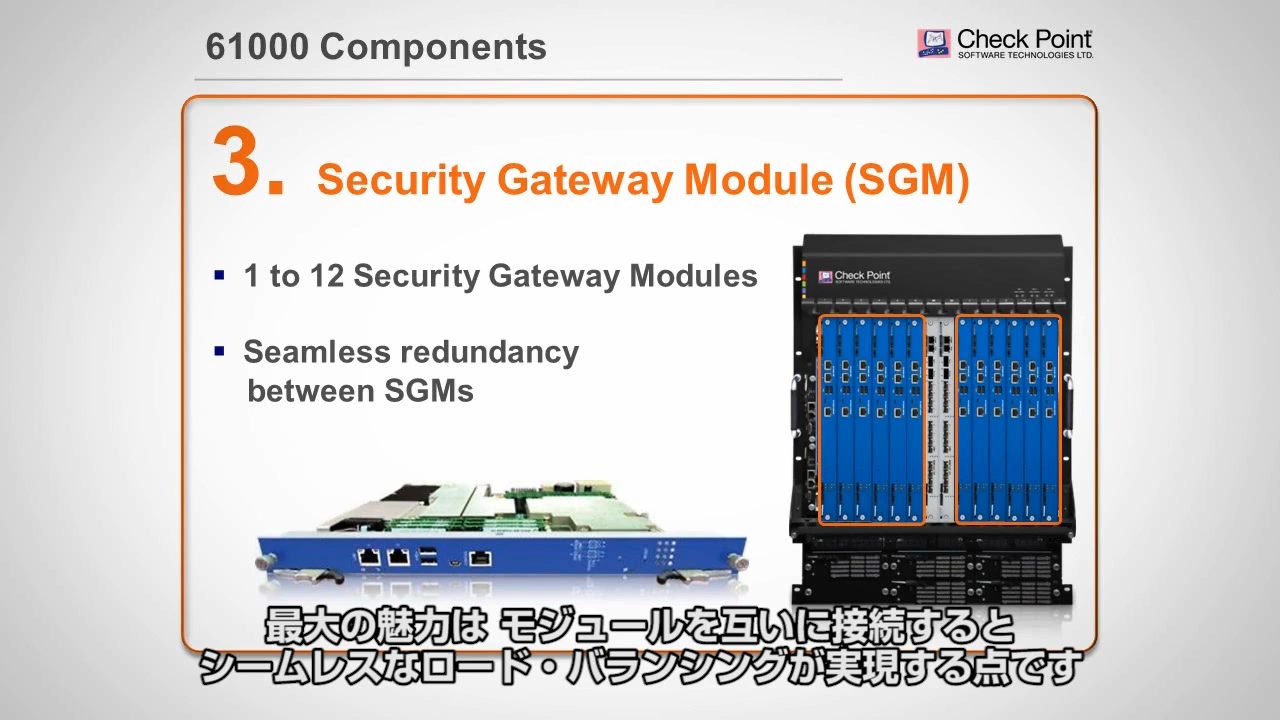 61000 Components
Check Point
SOFTWARE TECHNOLOGIES LTD.
3. Security Gateway Module (SGM)
▪ 1 to 12 Security Gateway Modules
▪ Seamless redundancy
between SGMs
Check Point
SOFTWARE TECHNOLOGIES LTD.
最大の魅力は モジュールを互いに接続すると
シームレスなロード・バランシングが実現する点です